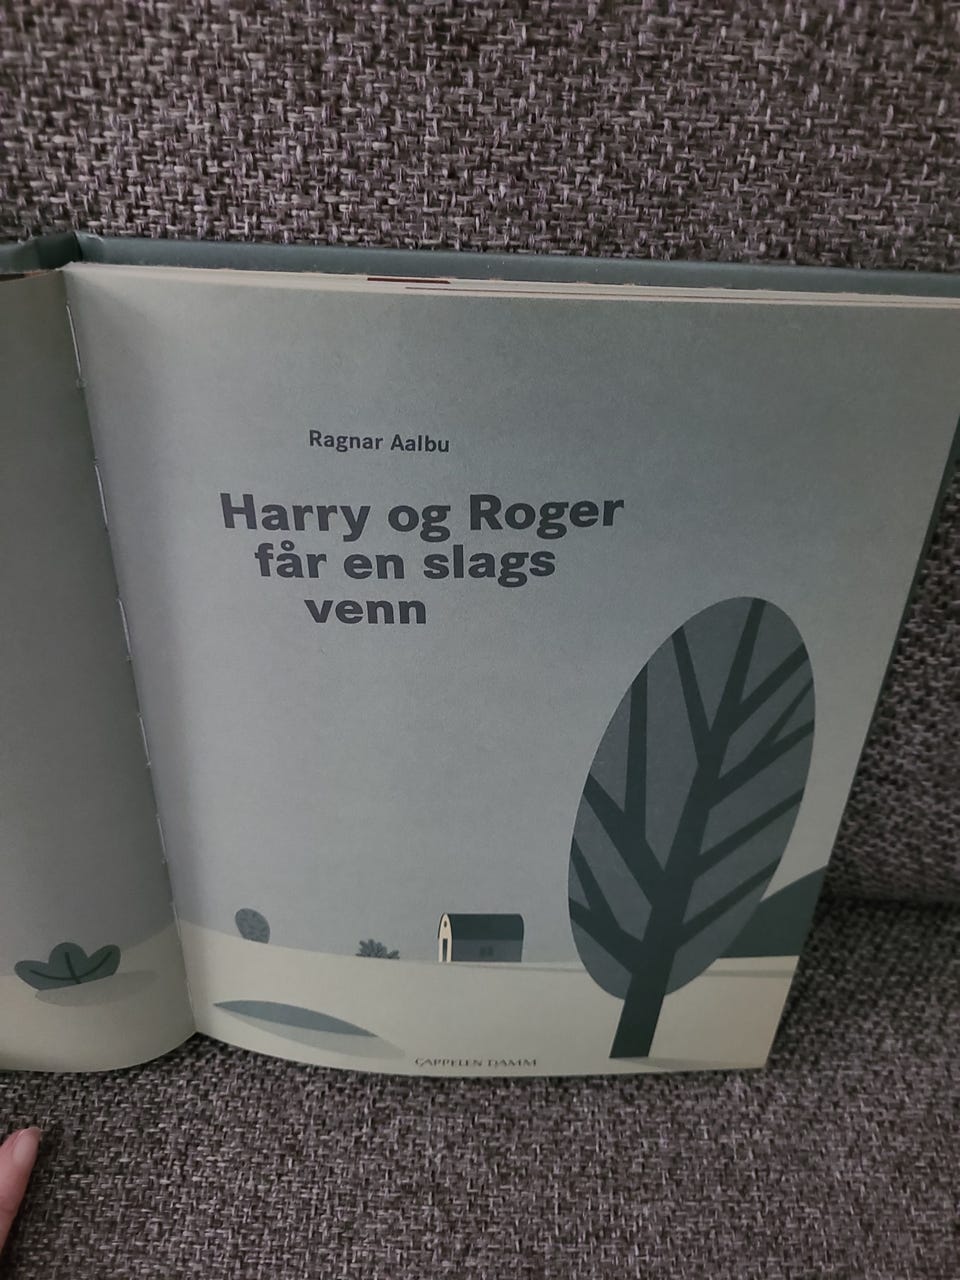 Ragnar Aalbu
Harry og Roger
får en slags
venn
CAPPELEN DAMM